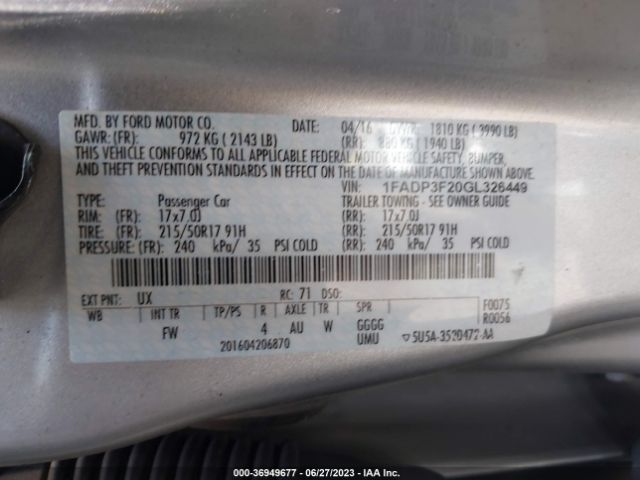 MFD. BY FORD MOTOR CO. DATE: 04/16 GVWR: 1810 KG ( 3990 LB)
GAWR: (FR): 972 KG ( 2143 LB) (RR): 880 KG ( 1940 LB)
THIS VEHICLE CONFORMS TO ALL APPLICABLE FEDERAL MOTOR VEHICLE SAFETY, BUMPER,
AND THEFT PREVENTION STANDARDS IN EFFECT ON THE DATE OF MANUFACTURE SHOWN ABOVE.
VIN: 1FADP3F20GL326449
TYPE: Passenger Car TRAILER TOWING - SEE OWNER GUIDE
RIM: (FR): 17x7.0J (RR): 17x7.0J
TIRE: (FR): 215/50R17 91H (RR): 215/50R17 91H
PRESSURE: (FR): 240 kPa/ 35 PSI COLD (RR): 240 kPa/ 35 PSI COLD
EXT PNT: UX RC: 71 DSO:
WB INT TR TP/PS R AXLE TR SPR F0075
FW 4 AU W GGGG R0056
201604206870 UMU 5U5A-3520472-AA
000-36949677 - 06/27/2023 - IAA Inc.